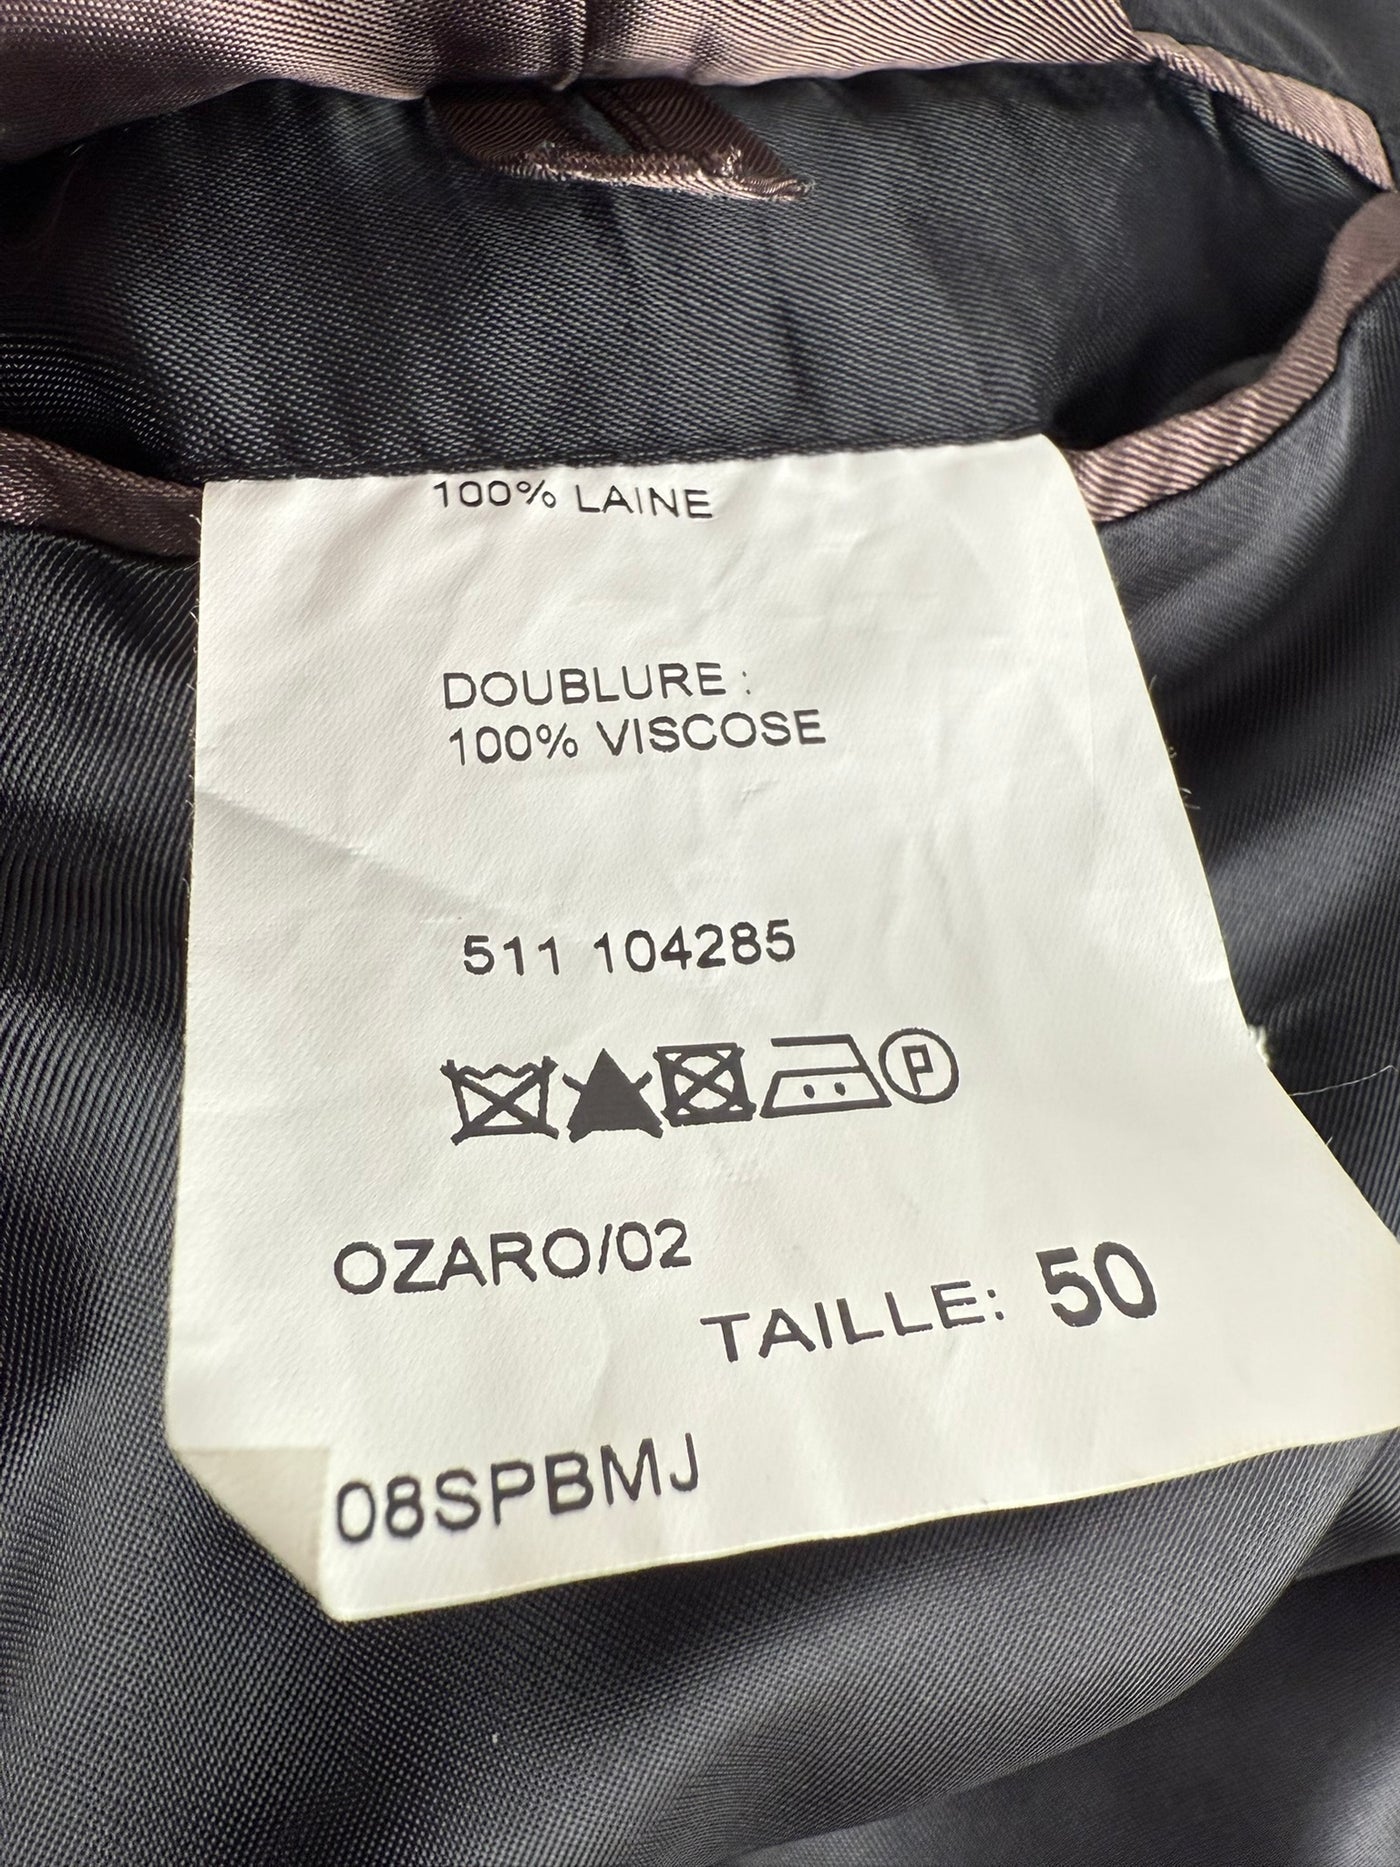 100% LAINE
DOUBLURE :
100% VISCOSE
511 104285
P
OZARO/02
TAILLE: 50
08SPBMJ